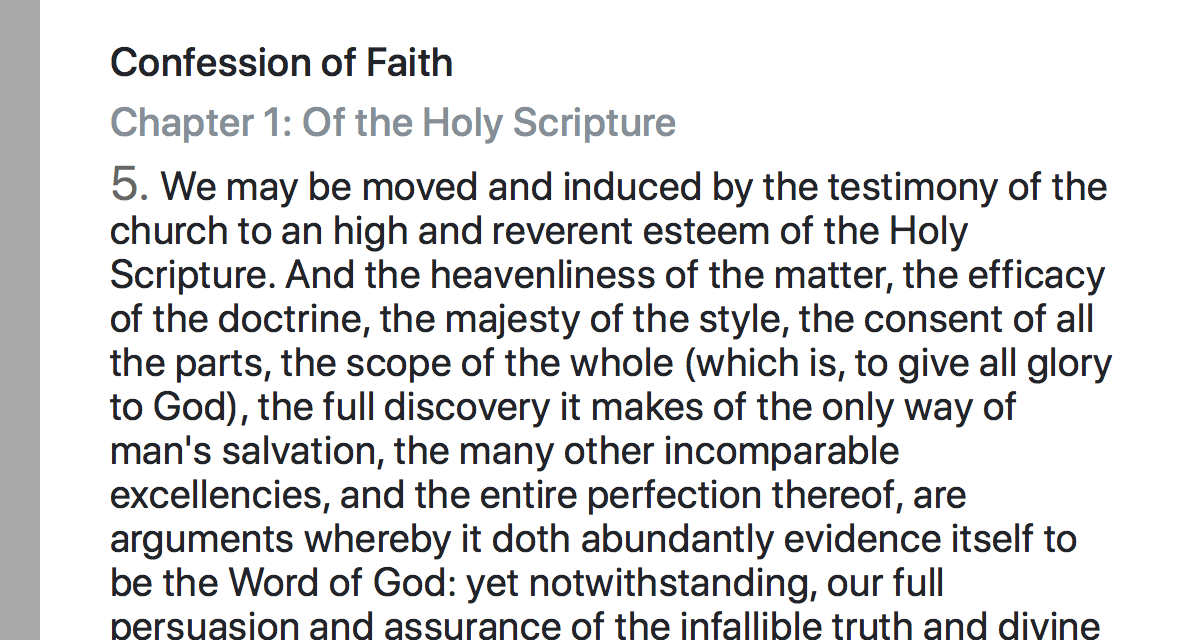 Confession of Faith
Chapter 1: Of the Holy Scripture
5. We may be moved and induced by the testimony of the
church to an high and reverent esteem of the Holy
Scripture. And the heavenliness of the matter, the efficacy
of the doctrine, the majesty of the style, the consent of all
the parts, the scope of the whole (which is, to give all glory
to God), the full discovery it makes of the only way of
man's salvation, the many other incomparable
excellencies, and the entire perfection thereof, are
arguments whereby it doth abundantly evidence itself to
be the Word of God: yet notwithstanding, our full
persuasion and assurance of the infallible truth and divine